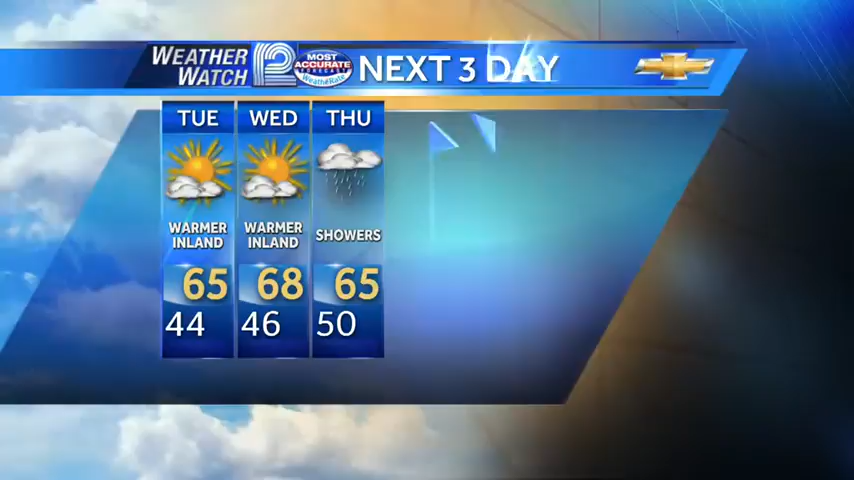 WEATHER
WATCH
12
MOST
ACCURATE
FORECAST
WeatheRate
NEXT 3 DAY
TUE WED THU
WARMER
INLAND
WARMER
INLAND
SHOWERS
65 68 65
44 46 50